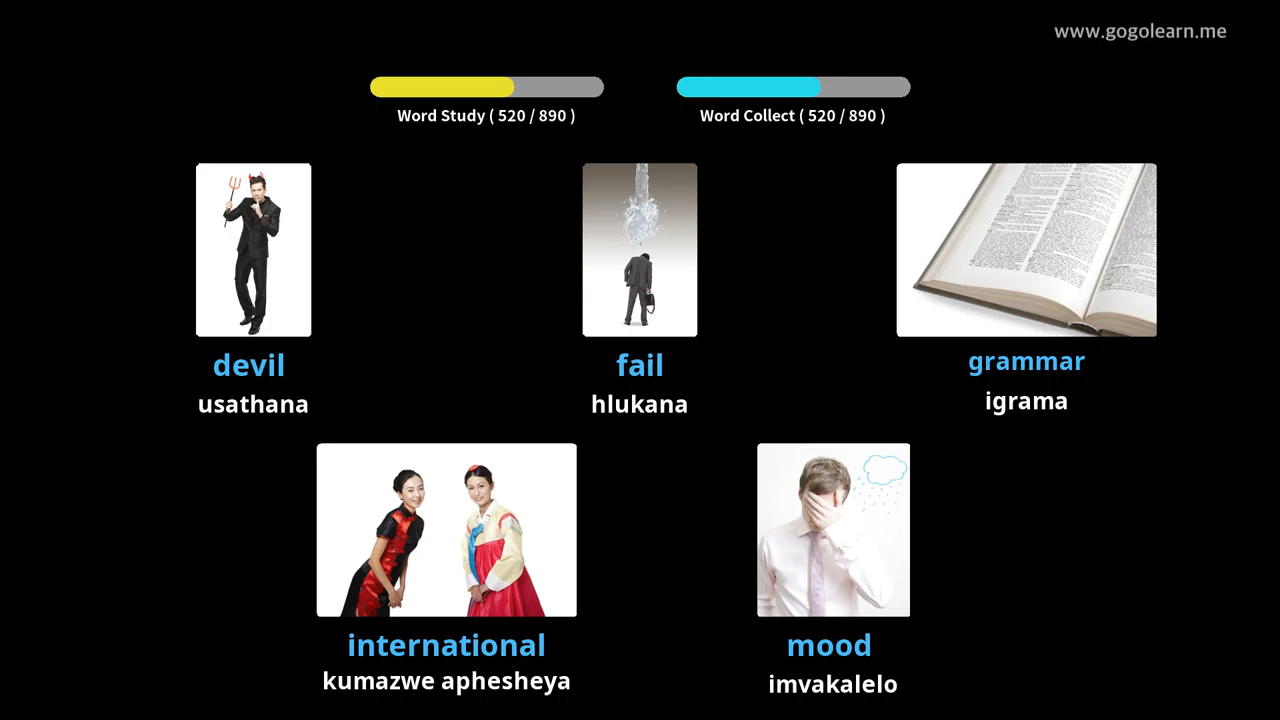 www.gogolearn.me
Word Study ( 520 / 890 )
Word Collect ( 520 / 890 )
devil
usathana
fail
hlukana
grammar
igrama
international
kumazwe aphesheya
mood
imvakalelo